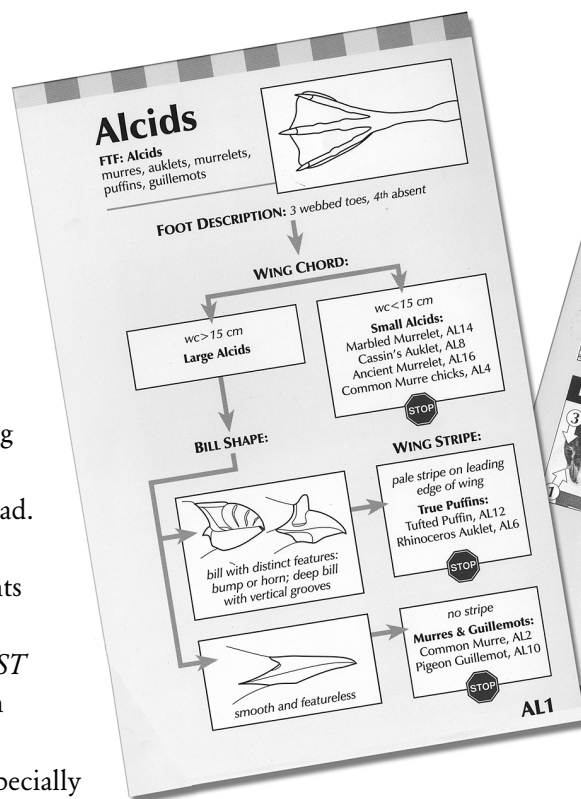 Alcids
FTF: Alcids
murres, auklets, murrelets,
puffins, guillemots
FOOT DESCRIPTION: 3 webbed toes, 4th absent
WING CHORD:
wc>15 cm
Large Alcids
wc<15 cm
Small Alcids:
Marbled Murrelet, AL14
Cassin's Auklet, AL8
Ancient Murrelet, AL16
Common Murre chicks, AL4
STOP
BILL SHAPE:
WING STRIPE:
bill with distinct features:
bump or horn; deep bill
with vertical grooves
pale stripe on leading
edge of wing
True Puffins:
Tufted Puffin, AL12
Rhinoceros Auklet, AL6
STOP
smooth and featureless
no stripe
Murres & Guillemots:
Common Murre, AL2
Pigeon Guillemot, AL10
STOP
AL1
3